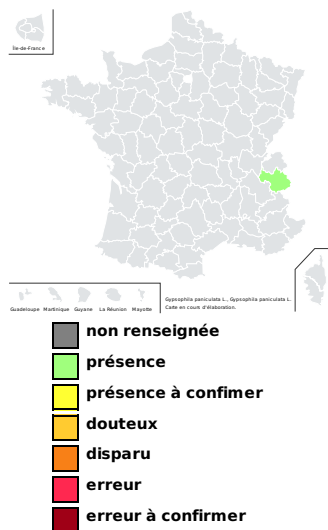 Île-de-France
Guadeloupe Martinique Guyane La Réunion Mayotte
Gypsophila paniculata L., Gypsophila paniculata L.
Carte en cours d'élaboration.
non renseignée
présence
présence à confimer
douteux
disparu
erreur
erreur à confirmer